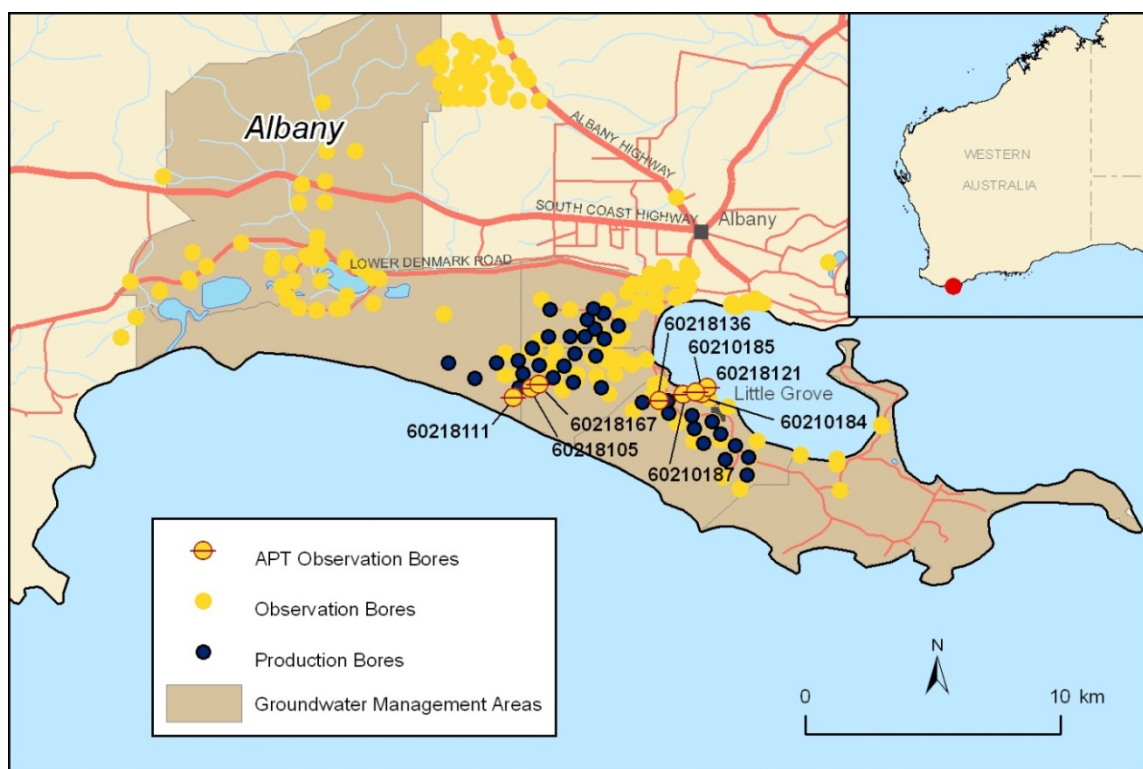 Albany
ALBANY HIGHWAY
SOUTH COAST HIGHWAY
Albany
LOWER DENMARK ROAD
WESTERN
AUSTRALIA
60218136
60210185
60218121
Little Grove
60210184
60218111
60218167
60218105
60210187
APT Observation Bores
Observation Bores
Production Bores
Groundwater Management Areas
N
0 10 km